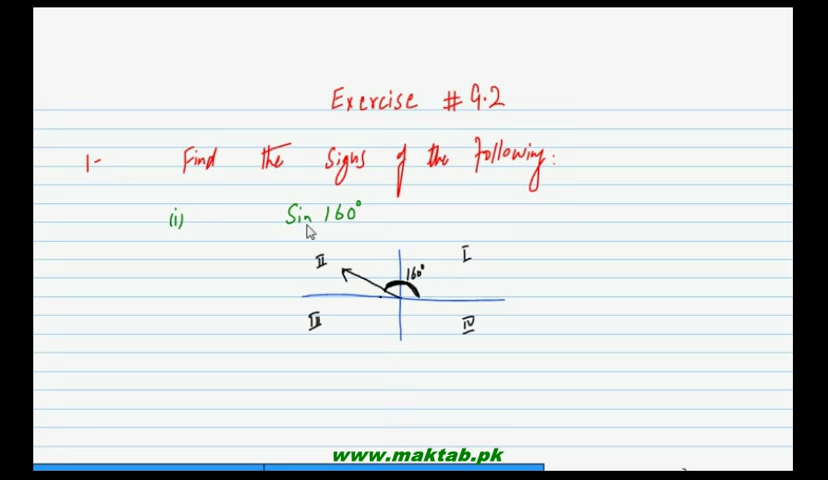 Exercise # 9.2
1- Find the Signs of the following:
(i) Sin 160°
II I
160°
III IV
www.maktab.pk